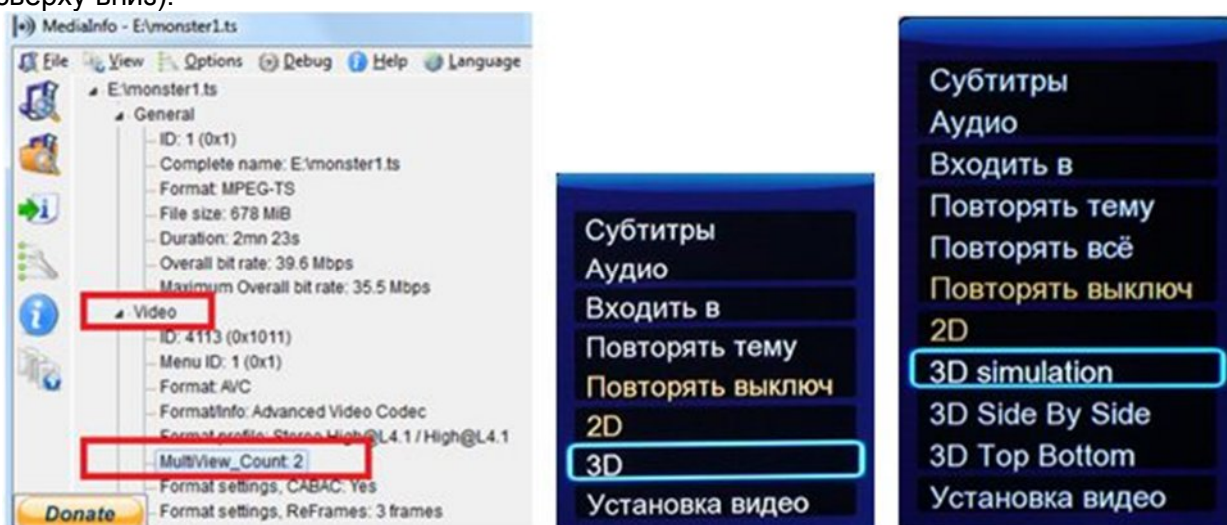 сверху вниз).
MediaInfo - E:\monster1.ts
File View Options Debug Help Language
E:\monster1.ts
General
ID: 1 (0x1)
Complete name: E:\monster1.ts
Format: MPEG-TS
File size: 678 MiB
Duration: 2mn 23s
Overall bit rate: 39.6 Mbps
Maximum Overall bit rate: 35.5 Mbps
Video
ID: 4113 (0x1011)
Menu ID: 1 (0x1)
Format: AVC
Format/Info: Advanced Video Codec
Format profile: Stereo High@L4.1 / High@L4.1
MultiView_Count: 2
Format settings, CABAC: Yes
Format settings, ReFrames: 3 frames
Donate
Субтитры
Аудио
Входить в
Повторять тему
Повторять выключ
2D
3D
Установка видео
Субтитры
Аудио
Входить в
Повторять тему
Повторять всё
Повторять выключ
2D
3D simulation
3D Side By Side
3D Top Bottom
Установка видео